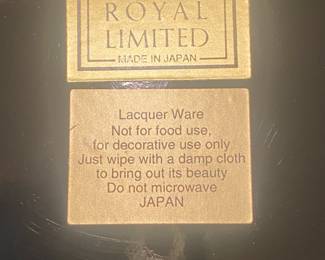 ROYAL
LIMITED
MADE IN JAPAN
Lacquer Ware
Not for food use,
for decorative use only
Just wipe with a damp cloth
to bring out its beauty
Do not microwave
JAPAN